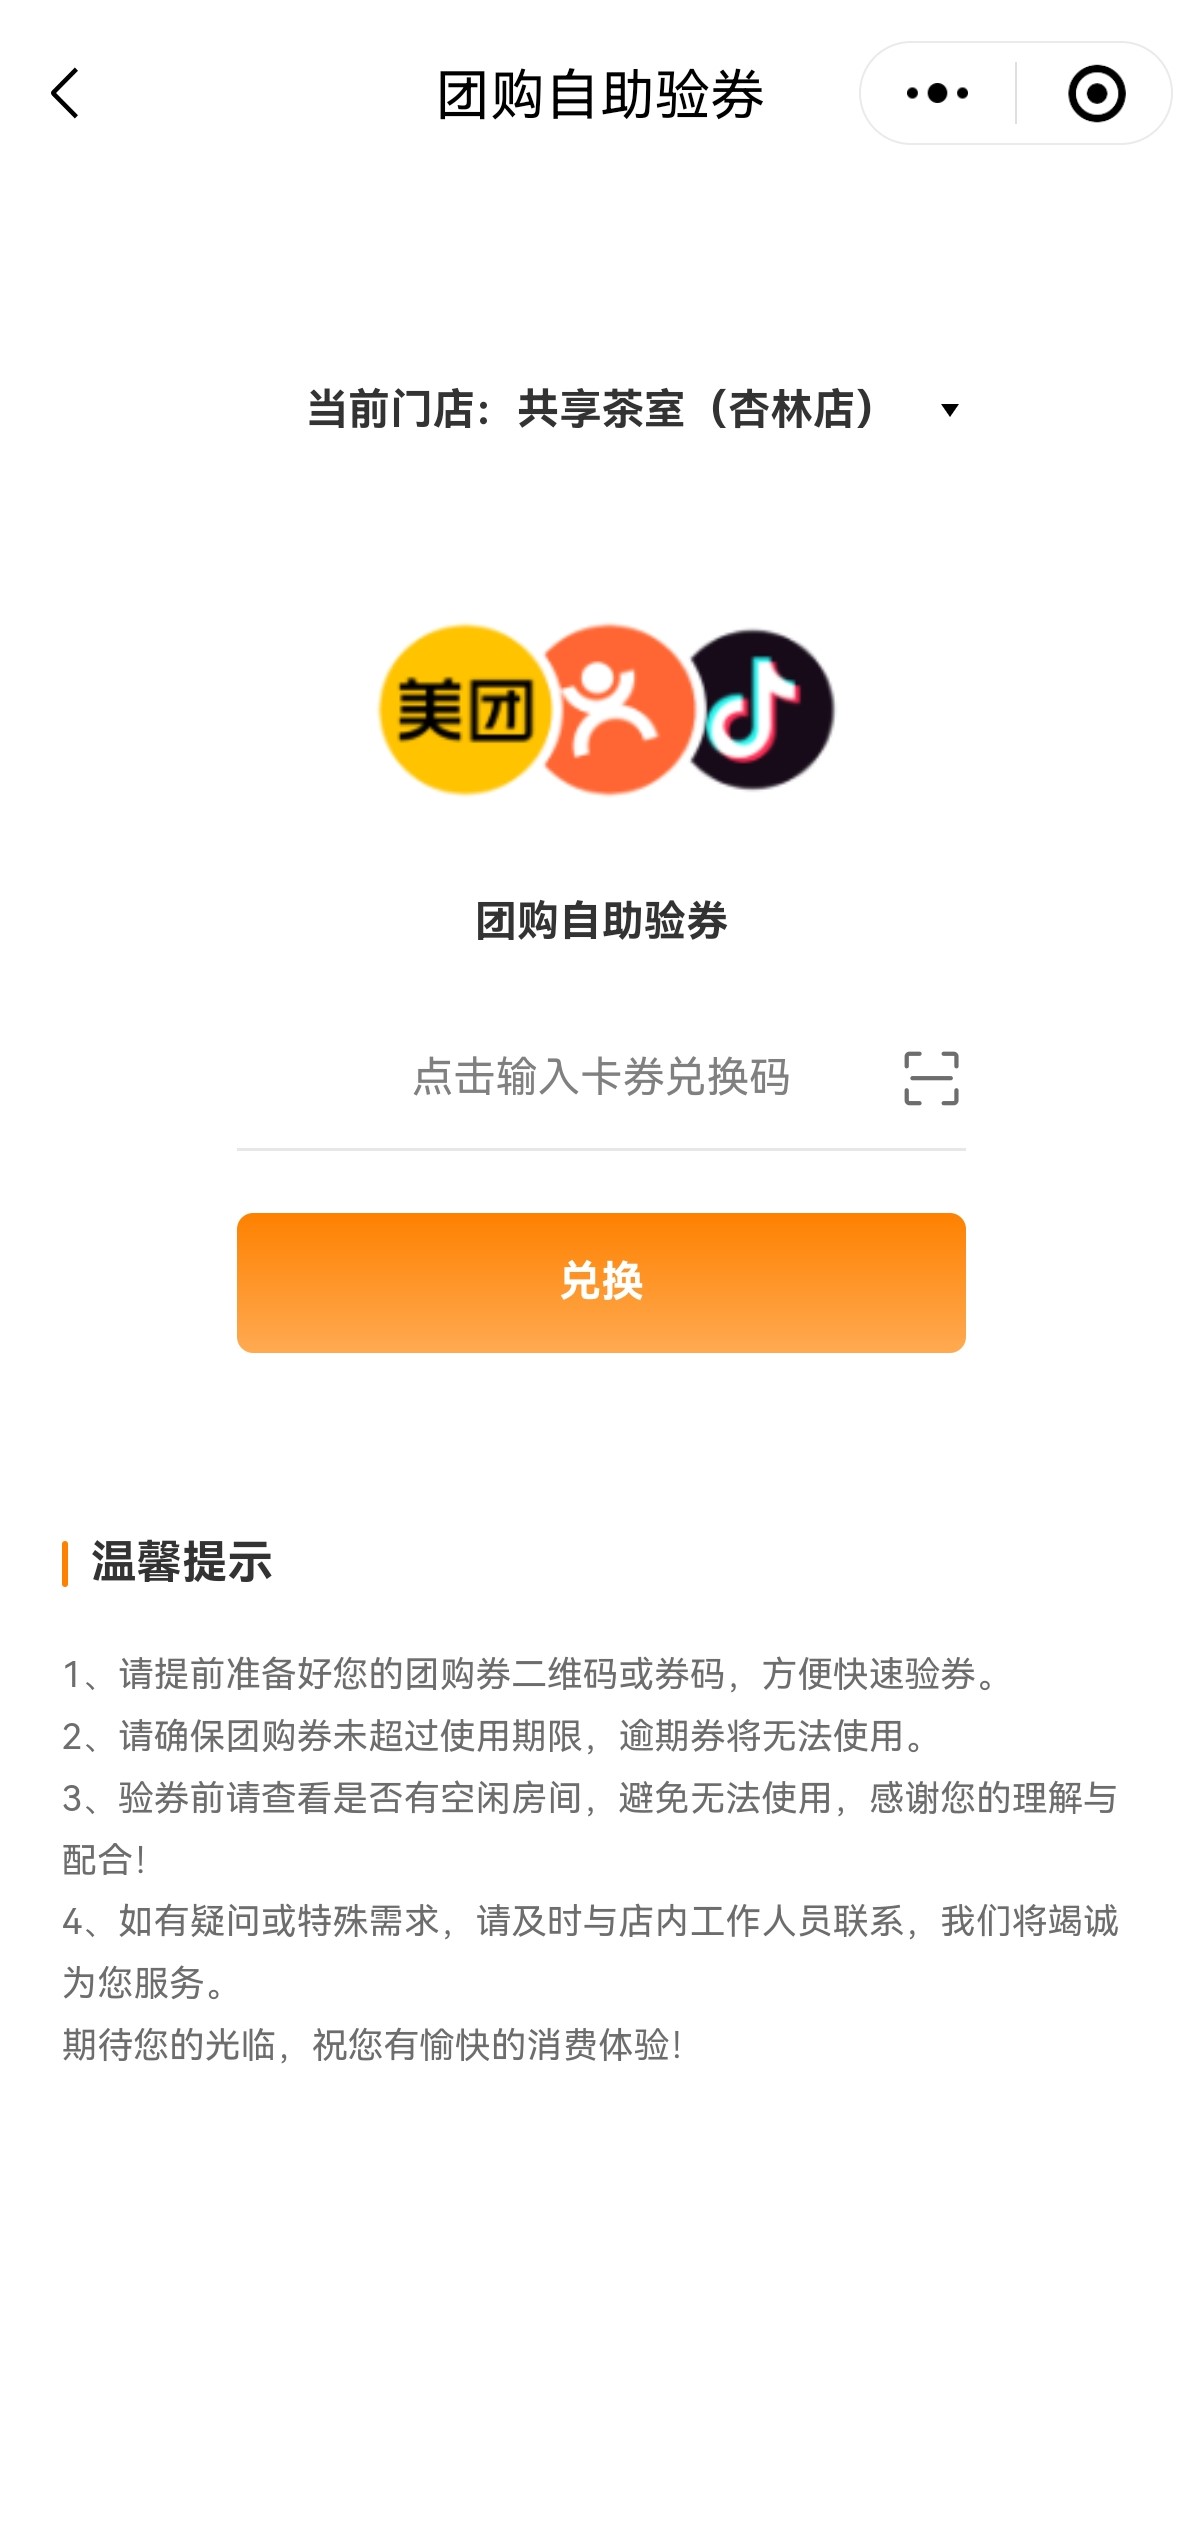 团购自助验券
当前门店：共享茶室（杏林店）
美团
团购自助验券
点击输入卡券兑换码
兑换
温馨提示
1、请提前准备好您的团购券二维码或券码，方便快速验券。
2、请确保团购券未超过使用期限，逾期券将无法使用。
3、验券前请查看是否有空闲房间，避免无法使用，感谢您的理解与
配合！
4、如有疑问或特殊需求，请及时与店内工作人员联系，我们将竭诚
为您服务。
期待您的光临，祝您有愉快的消费体验！